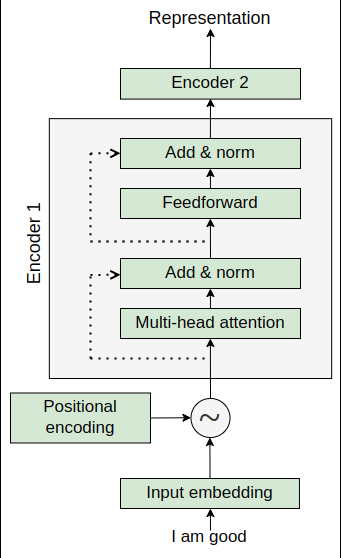 Representation
Encoder 2
Add & norm
Feedforward
Encoder 1
Add & norm
Multi-head attention
Positional
encoding
~
Input embedding
I am good